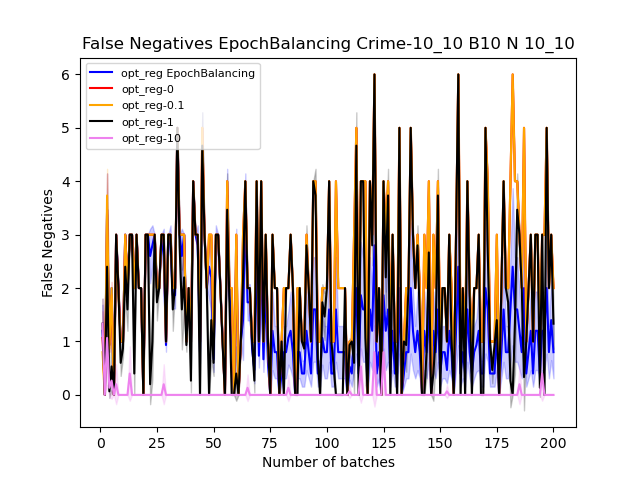 False Negatives EpochBalancing Crime-10_10 B10 N 10_10
opt_reg EpochBalancing
opt_reg-0
opt_reg-0.1
opt_reg-1
opt_reg-10
False Negatives
6
5
4
3
2
1
0
0 25 50 75 100 125 150 175 200
Number of batches